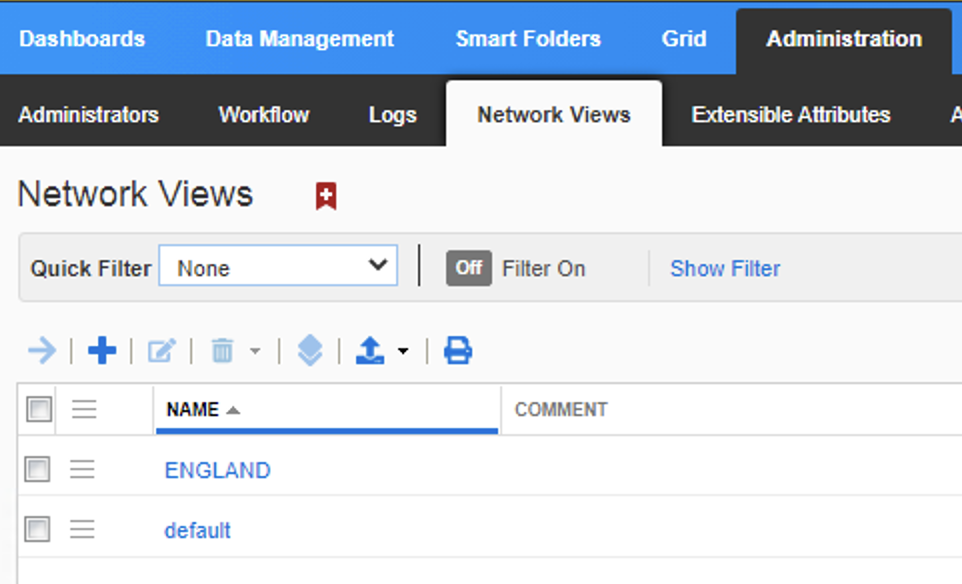 Dashboards Data Management Smart Folders Grid Administration
Administrators Workflow Logs Network Views Extensible Attributes A
Network Views
Quick Filter None Off Filter On Show Filter
NAME COMMENT
ENGLAND
default